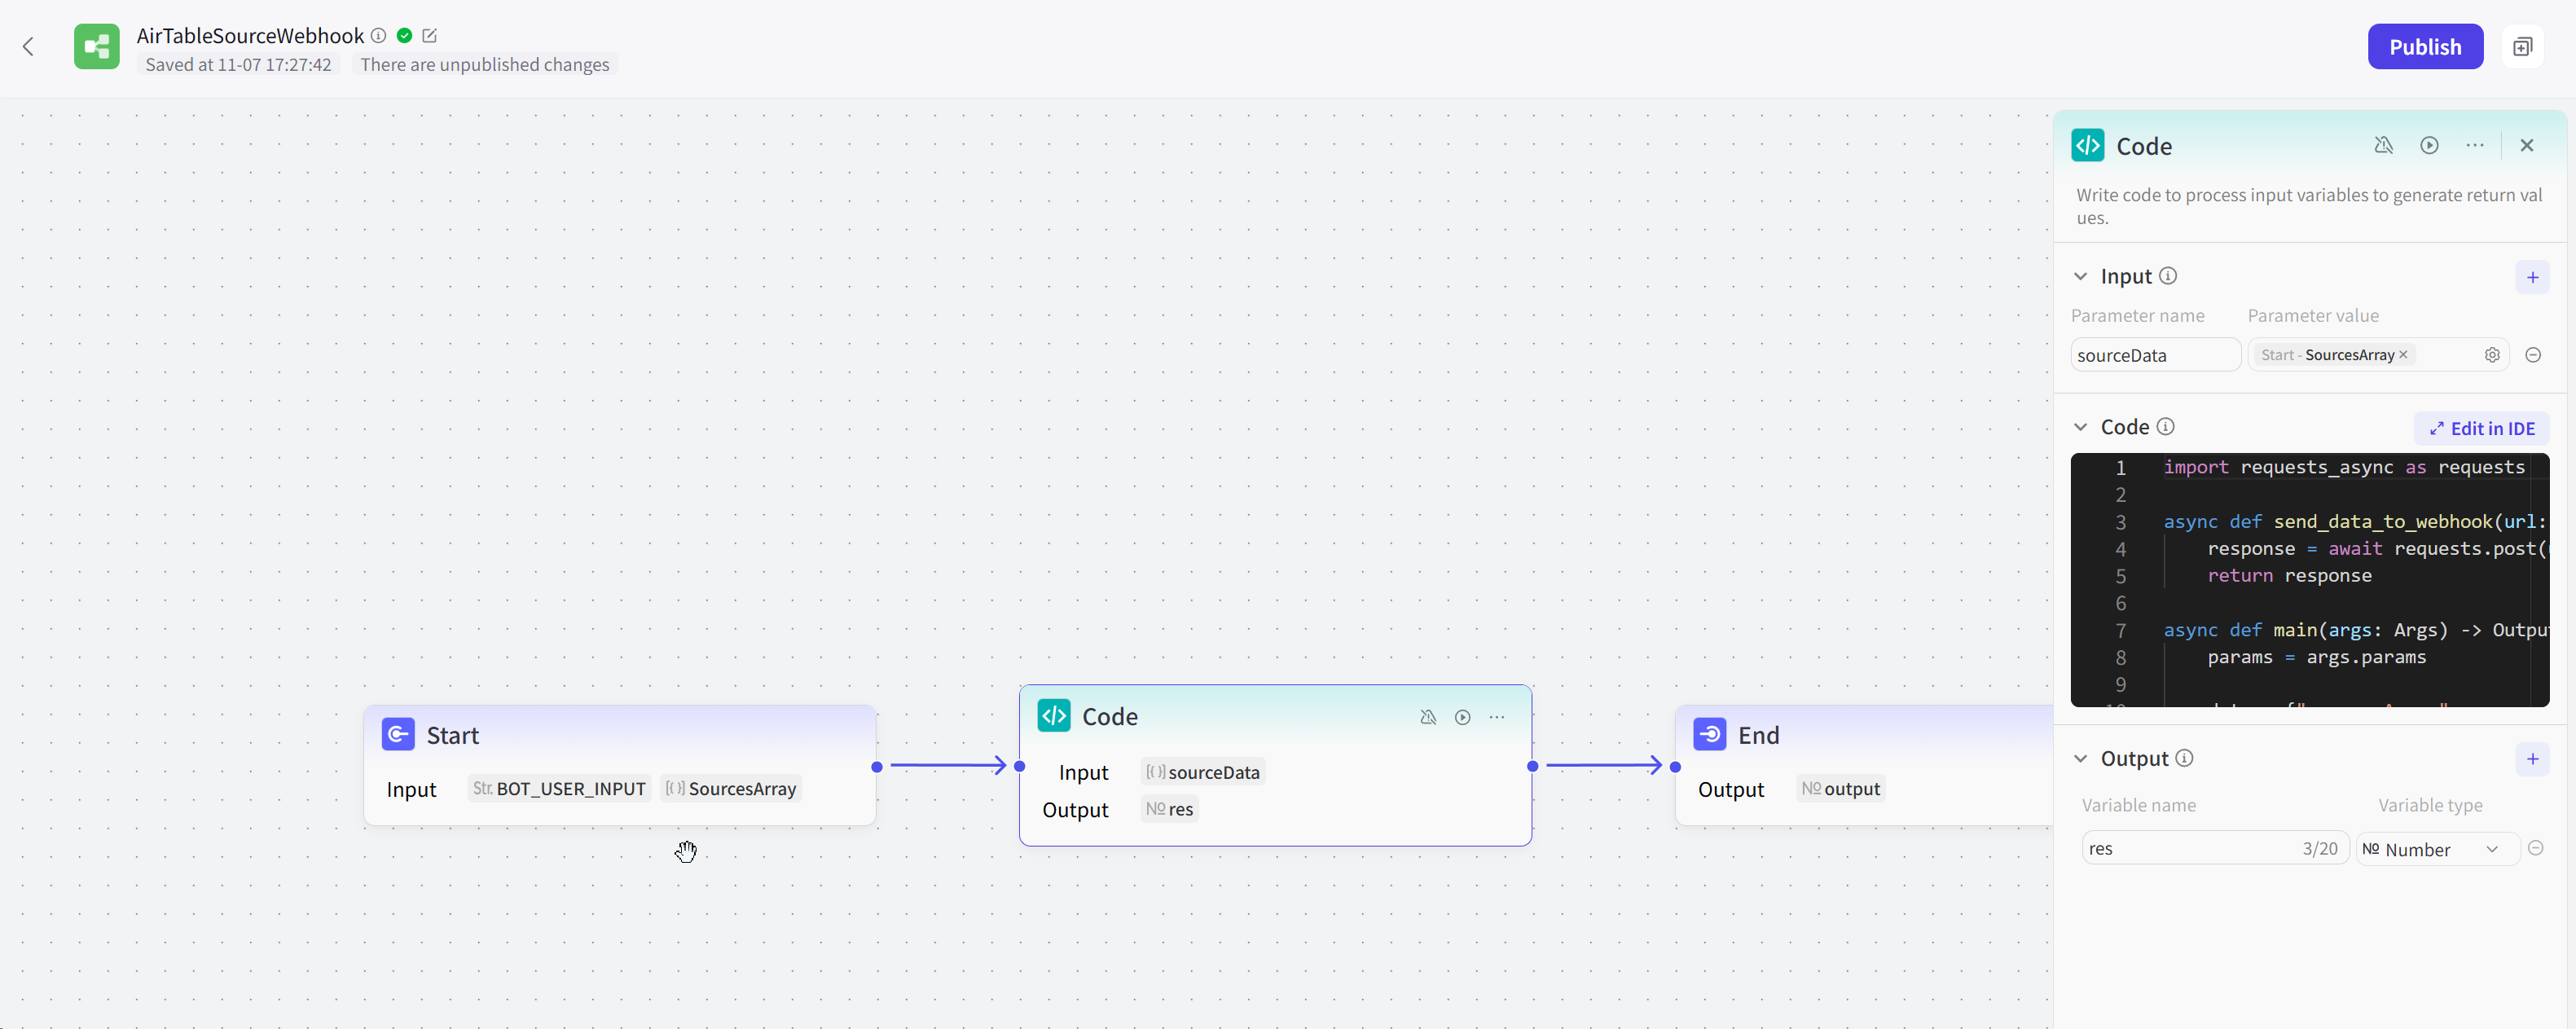 AirTableSourceWebhook
Saved at 11-07 17:27:42 There are unpublished changes
Publish
Start
Input Str. BOT_USER_INPUT [()] SourcesArray
Code
Input [()] sourceData
Output № res
End
Output № output
Code
Write code to process input variables to generate return val
ues.
Input
Parameter name Parameter value
sourceData Start - SourcesArray
Code Edit in IDE
1 import requests_async as requests
2
3 async def send_data_to_webhook(url:
4 response = await requests.post(
5 return response
6
7 async def main(args: Args) -> Outpu
8 params = args.params
9
Output
Variable name Variable type
res 3/20 № Number